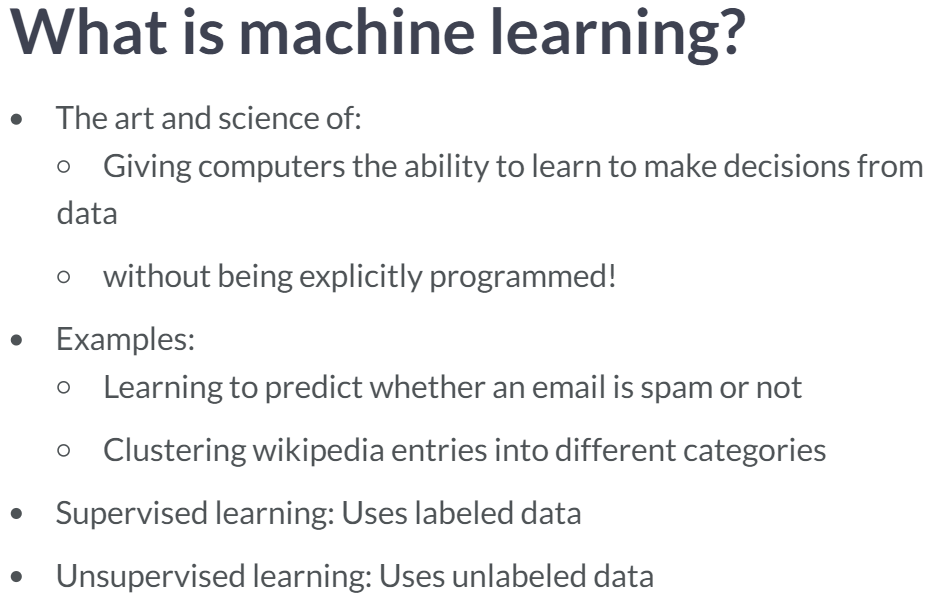 What is machine learning?
• The art and science of:
○ Giving computers the ability to learn to make decisions from
data
○ without being explicitly programmed!
• Examples:
○ Learning to predict whether an email is spam or not
○ Clustering wikipedia entries into different categories
• Supervised learning: Uses labeled data
• Unsupervised learning: Uses unlabeled data